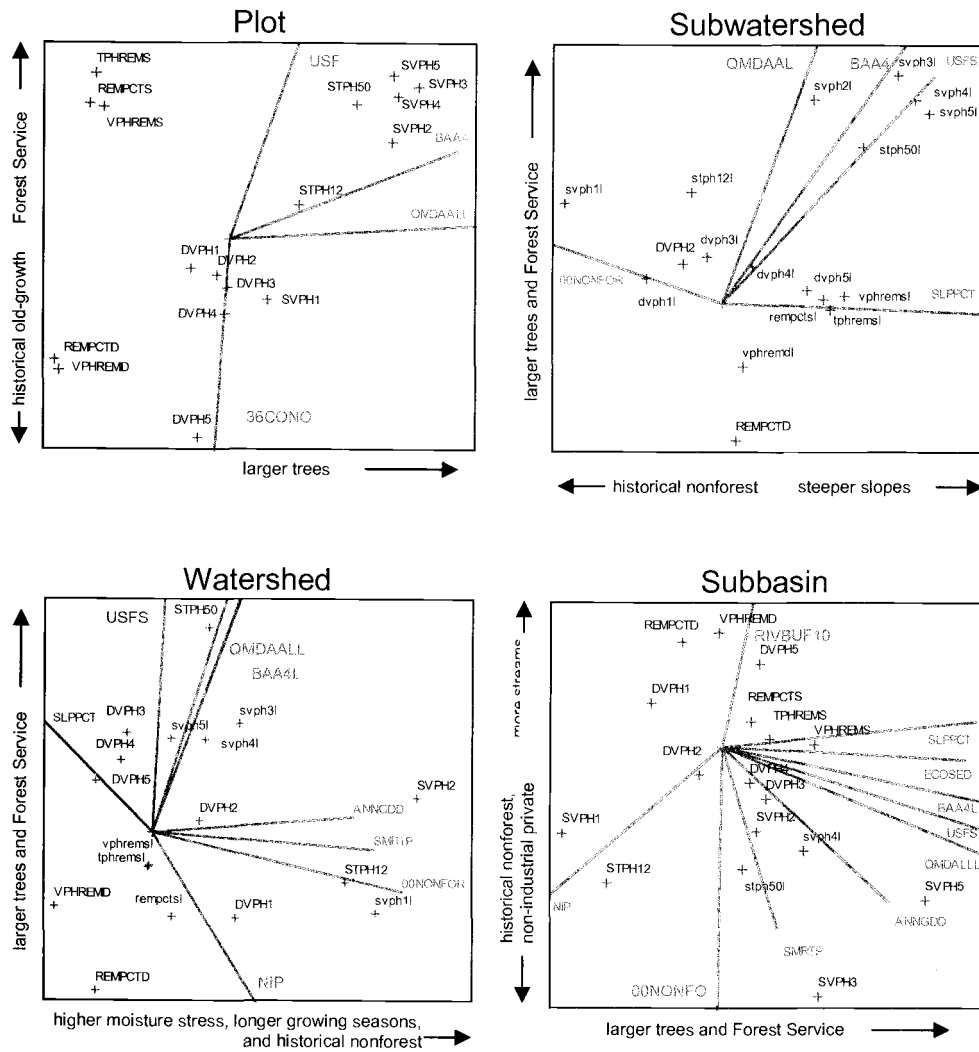 Plot
Forest Service
historical old-growth
TPHREMS
REMPCTS
VPHREMS
USF
SVPH5
SVPH3
STPH50
SVPH4
SVPH2
BAA4
STPH12
QMDAALL
DVPH1
DVPH2
DVPH3
SVPH1
DVPH4
REMPCTD
VPHREMD
DVPH5
36CONO
larger trees
Subwatershed
larger trees and Forest Service
QMDAAL
BAA4
svph3l
USFS
svph2l
svph4l
svph5l
stph50l
stph12l
svph1l
DVPH2
dvph3l
00NONFOR
dvph1l
dvph4l
dvph5l
vphremsl
SLPPCT
rempctsl
tphremsl
vphremdl
REMPCTD
historical nonforest
steeper slopes
Watershed
larger trees and Forest Service
USFS
STPH50
QMDAALL
BAA4L
SLPPCT
DVPH3
svph5l
svph3l
svph4l
DVPH4
DVPH5
SVPH2
DVPH2
ANNGDD
vphremsl
tphremsl
SMRTP
00NONFOR
STPH12
VPHREMD
rempctsl
DVPH1
svph1l
REMPCTD
NIP
higher moisture stress, longer growing seasons,
and historical nonforest
Subbasin
more streams
historical nonforest,
non-industrial private
REMPCTD
VPHREMD
RIVBUF10
DVPH5
DVPH1
REMPCTS
TPHREMS
VPHREMS
SLPPCT
DVPH2
ECOSED
DVPH4
DVPH3
BAA4L
SVPH1
SVPH2
svph4l
USFS
QMDALLL
STPH12
stph50l
SVPH5
NIP
ANNGDD
SMRTP
00NONFO
SVPH3
larger trees and Forest Service